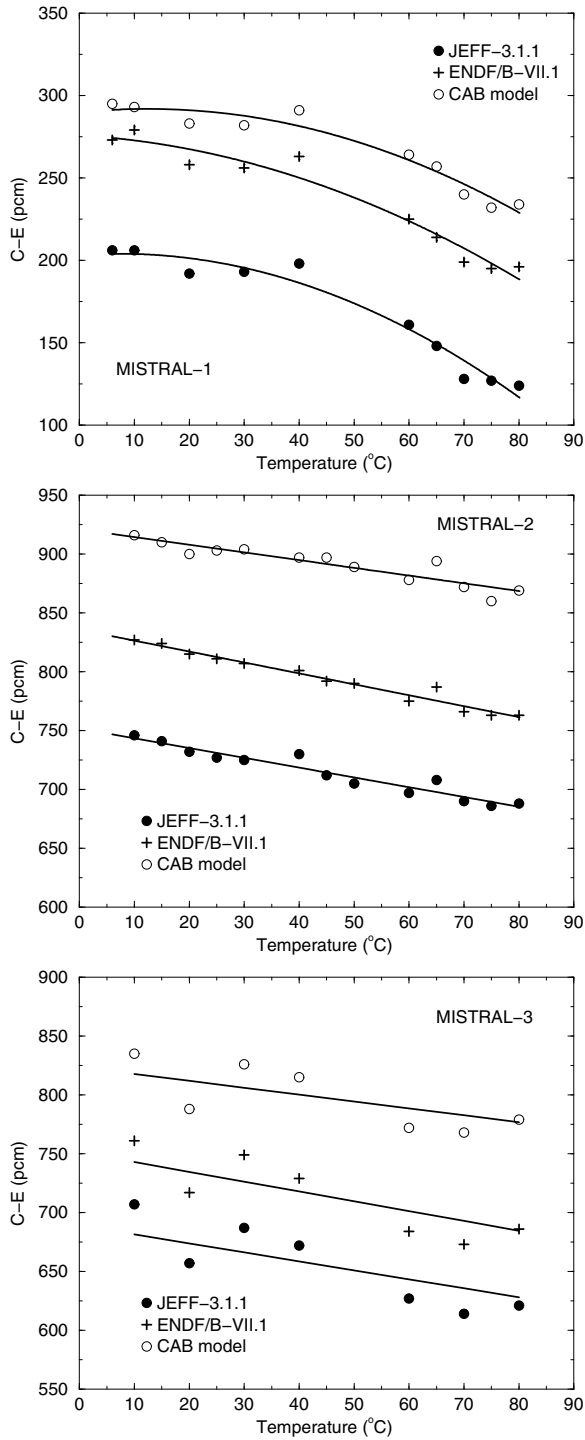 350
JEFF−3.1.1
ENDF/B−VII.1
CAB model
300
250
C−E (pcm)
200
150
MISTRAL−1
100
0 10 20 30 40 50 60 70 80 90
Temperature (°C)
950
MISTRAL−2
900
850
800
C−E (pcm)
750
700
JEFF−3.1.1
ENDF/B−VII.1
650
CAB model
600
0 10 20 30 40 50 60 70 80 90
Temperature (°C)
900
MISTRAL−3
850
800
750
C−E (pcm)
700
650
JEFF−3.1.1
600
ENDF/B−VII.1
CAB model
550
0 10 20 30 40 50 60 70 80 90
Temperature (°C)